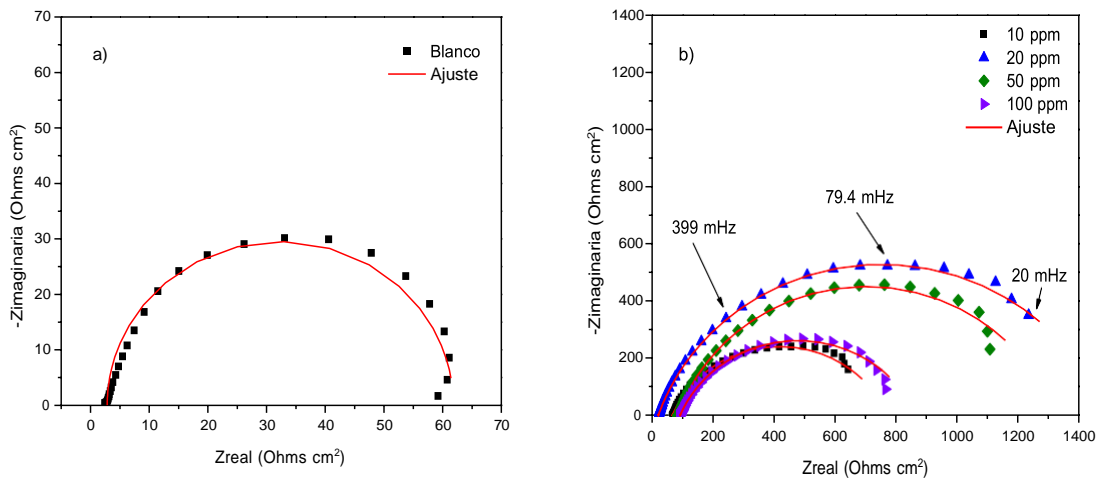 a)
Blanco
Ajuste
70
60
50
40
30
20
10
0
-Zimaginaria (Ohms cm²)
0 10 20 30 40 50 60 70
Zreal (Ohms cm²)
b)
10 ppm
20 ppm
50 ppm
100 ppm
Ajuste
1400
1200
1000
800
600
400
200
0
-Zimaginaria (Ohms cm²)
79.4 mHz
399 mHz
20 mHz
0 200 400 600 800 1000 1200 1400
Zreal (Ohms cm²)